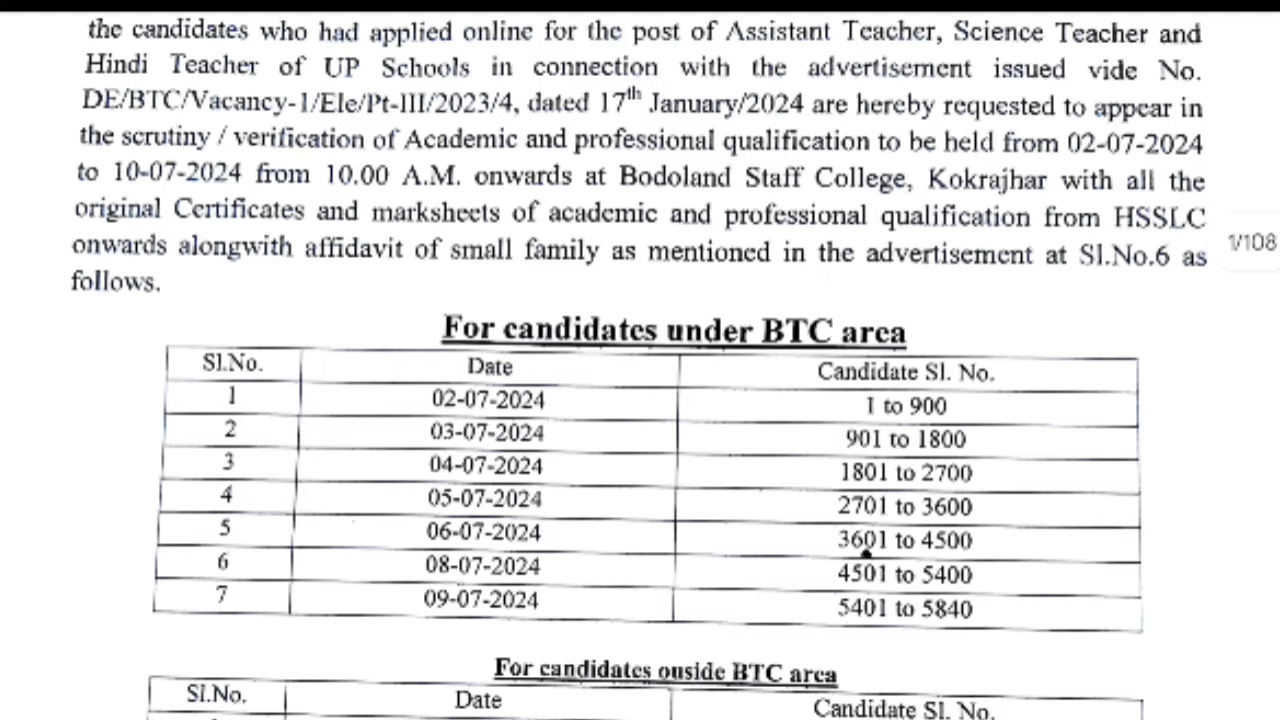 the candidates who had applied online for the post of Assistant Teacher, Science Teacher and
Hindi Teacher of UP Schools in connection with the advertisement issued vide No.
DE/BTC/Vacancy-1/Ele/Pt-III/2023/4, dated 17th January/2024 are hereby requested to appear in
the scrutiny / verification of Academic and professional qualification to be held from 02-07-2024
to 10-07-2024 from 10.00 A.M. onwards at Bodoland Staff College, Kokrajhar with all the
original Certificates and marksheets of academic and professional qualification from HSSLC
onwards alongwith affidavit of small family as mentioned in the advertisement at Sl.No.6 as
follows.
1/108
For candidates under BTC area
Sl.No. Date Candidate Sl. No.
1 02-07-2024 1 to 900
2 03-07-2024 901 to 1800
3 04-07-2024 1801 to 2700
4 05-07-2024 2701 to 3600
5 06-07-2024 3601 to 4500
6 08-07-2024 4501 to 5400
7 09-07-2024 5401 to 5840
For candidates ouside BTC area
Sl.No. Date Candidate Sl. No.